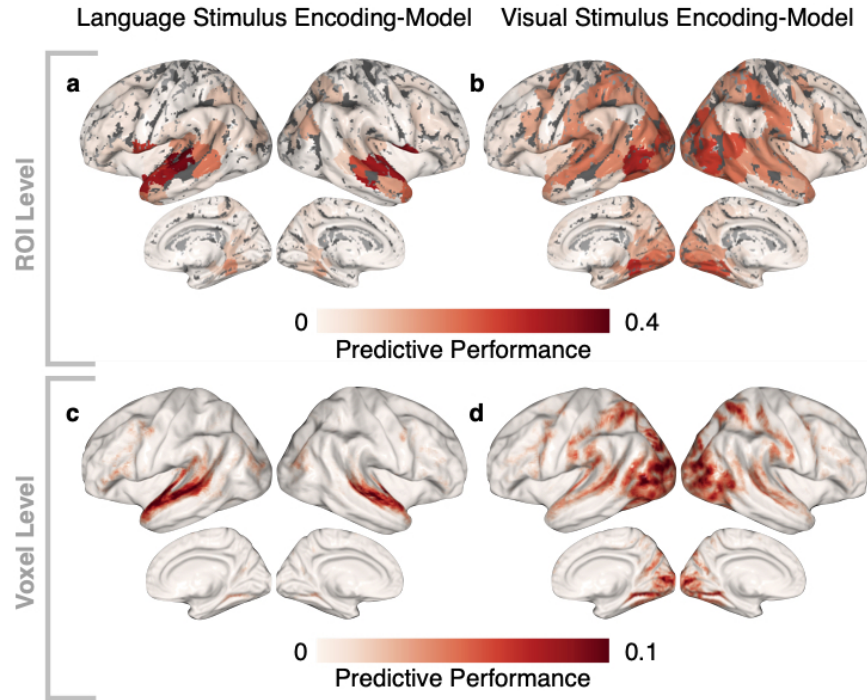 Language Stimulus Encoding-Model
Visual Stimulus Encoding-Model
ROI Level
a
b
0
0.4
Predictive Performance
Voxel Level
c
d
0
0.1
Predictive Performance